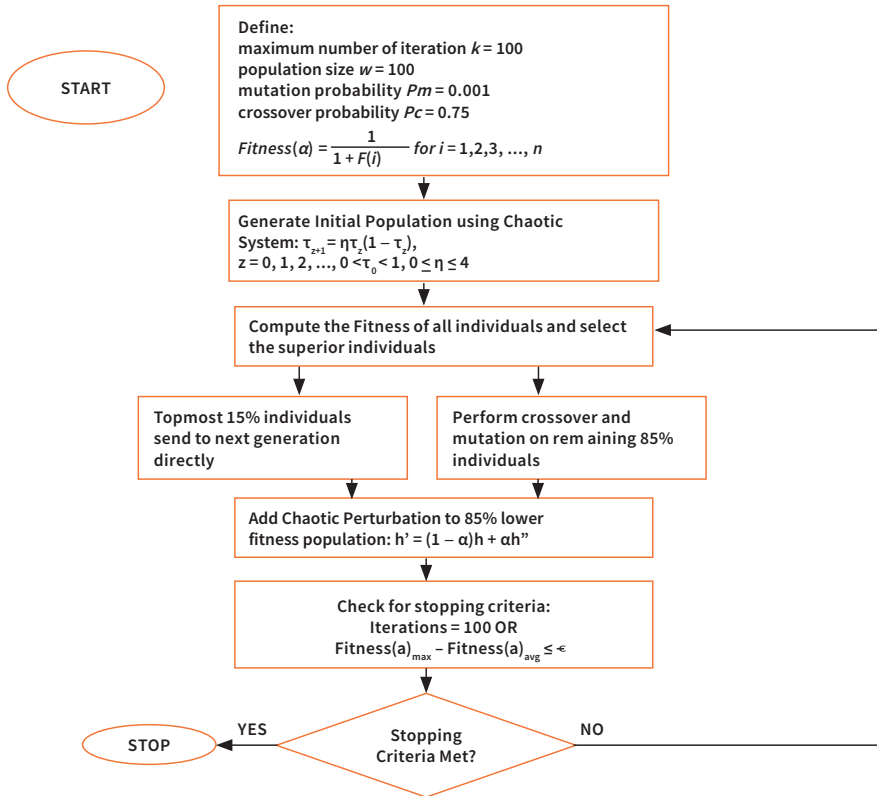 START
Define:
maximum number of iteration k = 100
population size w = 100
mutation probability Pm = 0.001
crossover probability Pc = 0.75
Fitness(α) = 1 / (1 + F(i)) for i = 1,2,3, ..., n
Generate Initial Population using Chaotic
System: τz+1 = ητz(1 – τz),
z = 0, 1, 2, ..., 0 <τ0 < 1, 0 ≤ η ≤ 4
Compute the Fitness of all individuals and select
the superior individuals
Topmost 15% individuals
send to next generation
directly
Perform crossover and
mutation on rem aining 85%
individuals
Add Chaotic Perturbation to 85% lower
fitness population: h’ = (1 – α)h + αh”
Check for stopping criteria:
Iterations = 100 OR
Fitness(a)max – Fitness(a)avg ≤ €
Stopping
Criteria Met?
YES
NO
STOP